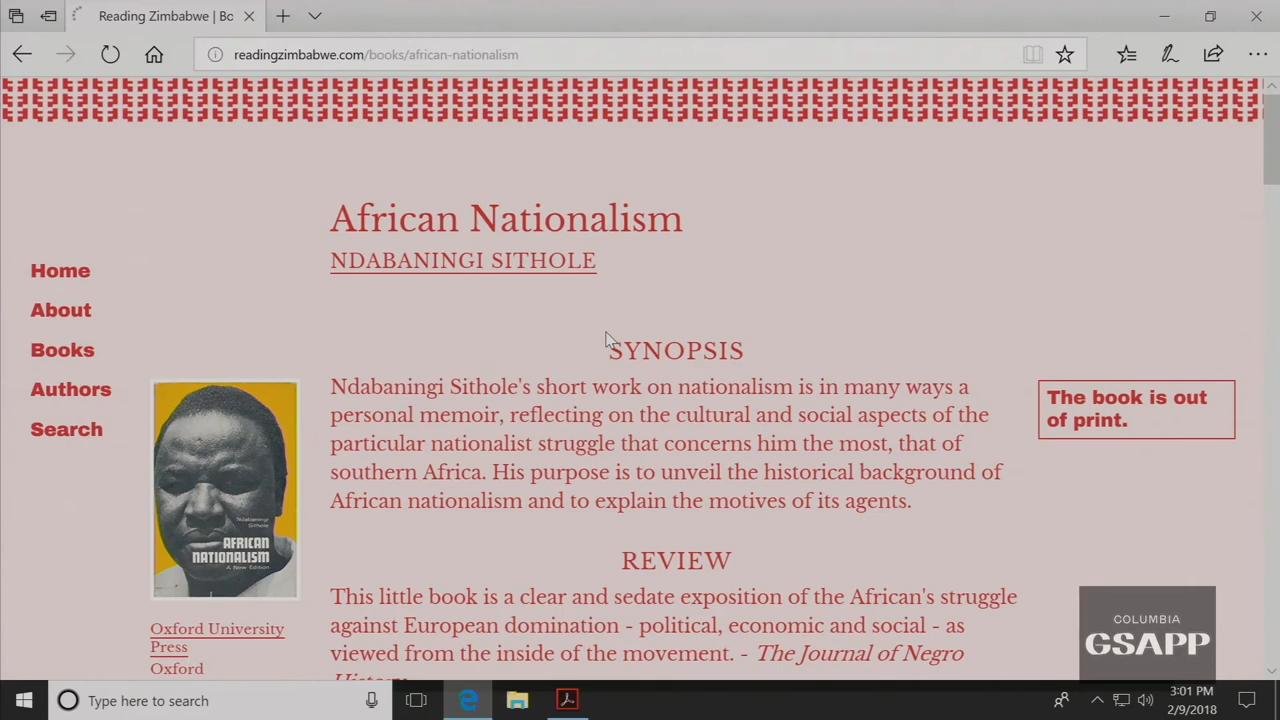 Reading Zimbabwe | Bo
readingzimbabwe.com/books/african-nationalism
African Nationalism
NDABANINGI SITHOLE
Home
About
Books
Authors
Search
SYNOPSIS
Ndabaningi Sithole's short work on nationalism is in many ways a
personal memoir, reflecting on the cultural and social aspects of the
particular nationalist struggle that concerns him the most, that of
southern Africa. His purpose is to unveil the historical background of
African nationalism and to explain the motives of its agents.
The book is out
of print.
Ndabaningi
Sithole
AFRICAN
NATIONALISM
A New Edition
Oxford University
Press
Oxford
REVIEW
This little book is a clear and sedate exposition of the African's struggle
against European domination - political, economic and social - as
viewed from the inside of the movement. - The Journal of Negro
History
COLUMBIA
GSAPP
Type here to search
3:01 PM
2/9/2018